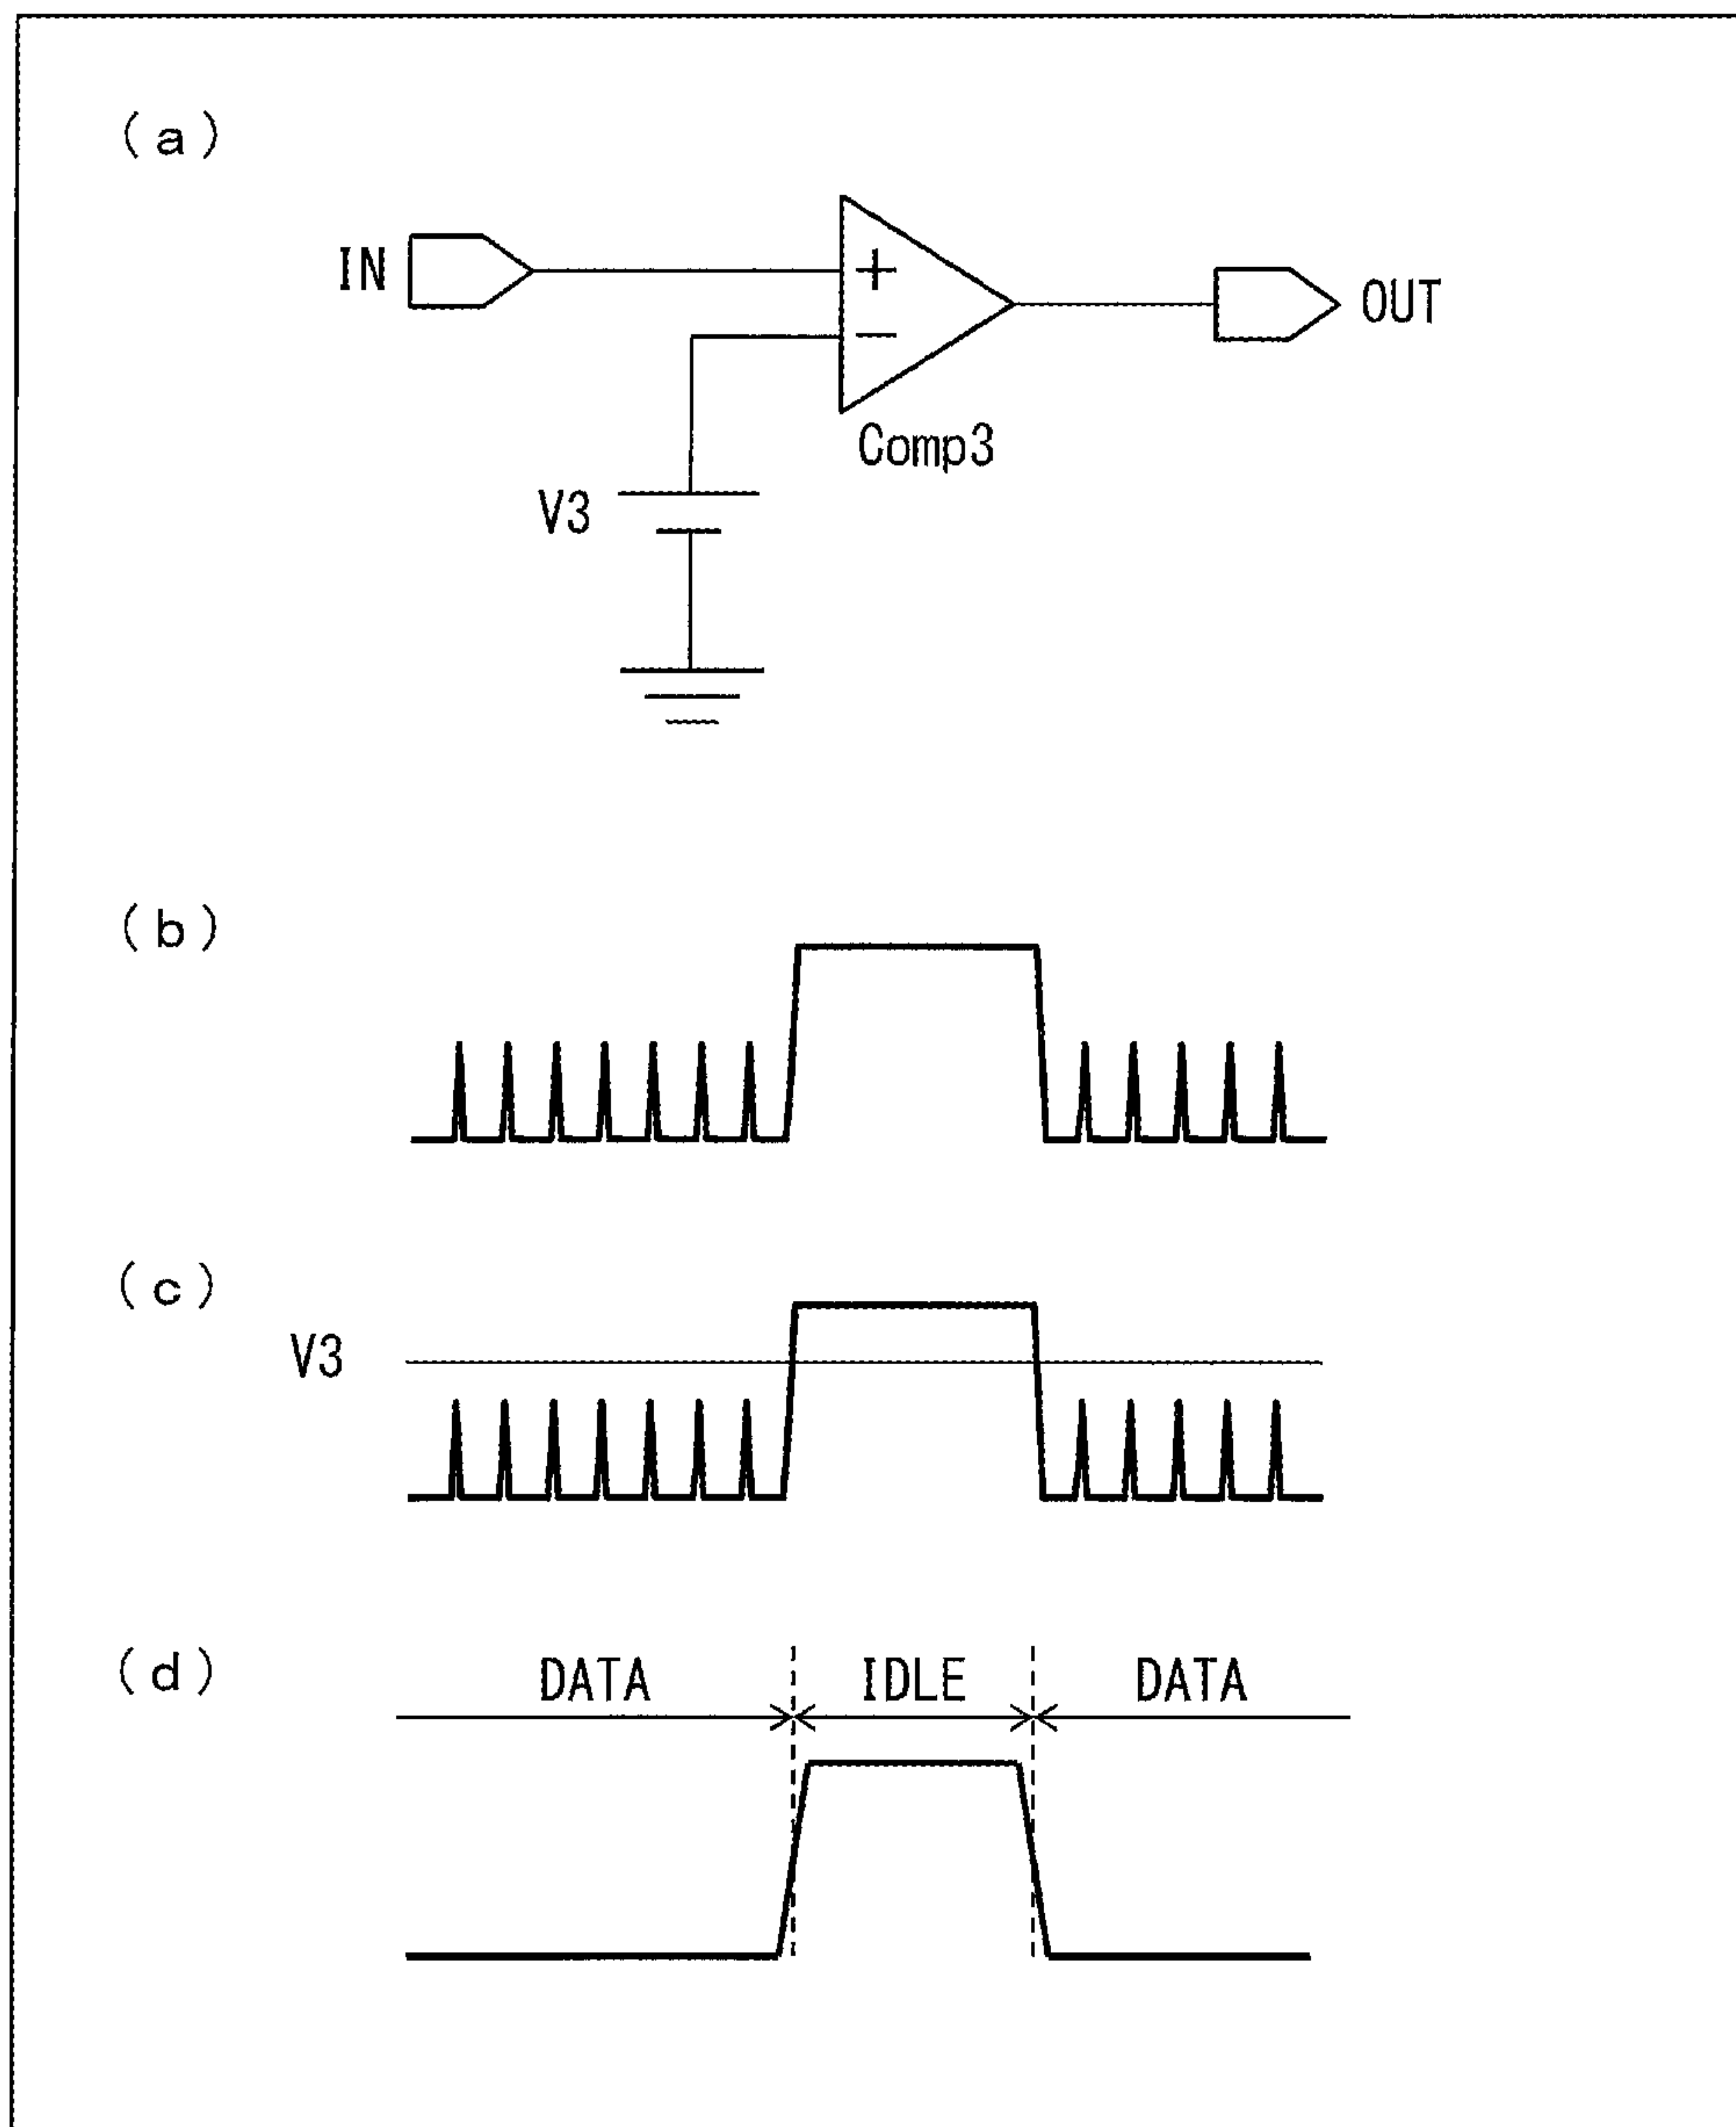 (a)
IN
+
−
OUT
Comp3
V3
(b)
(c)
V3
(d)
DATA IDLE DATA